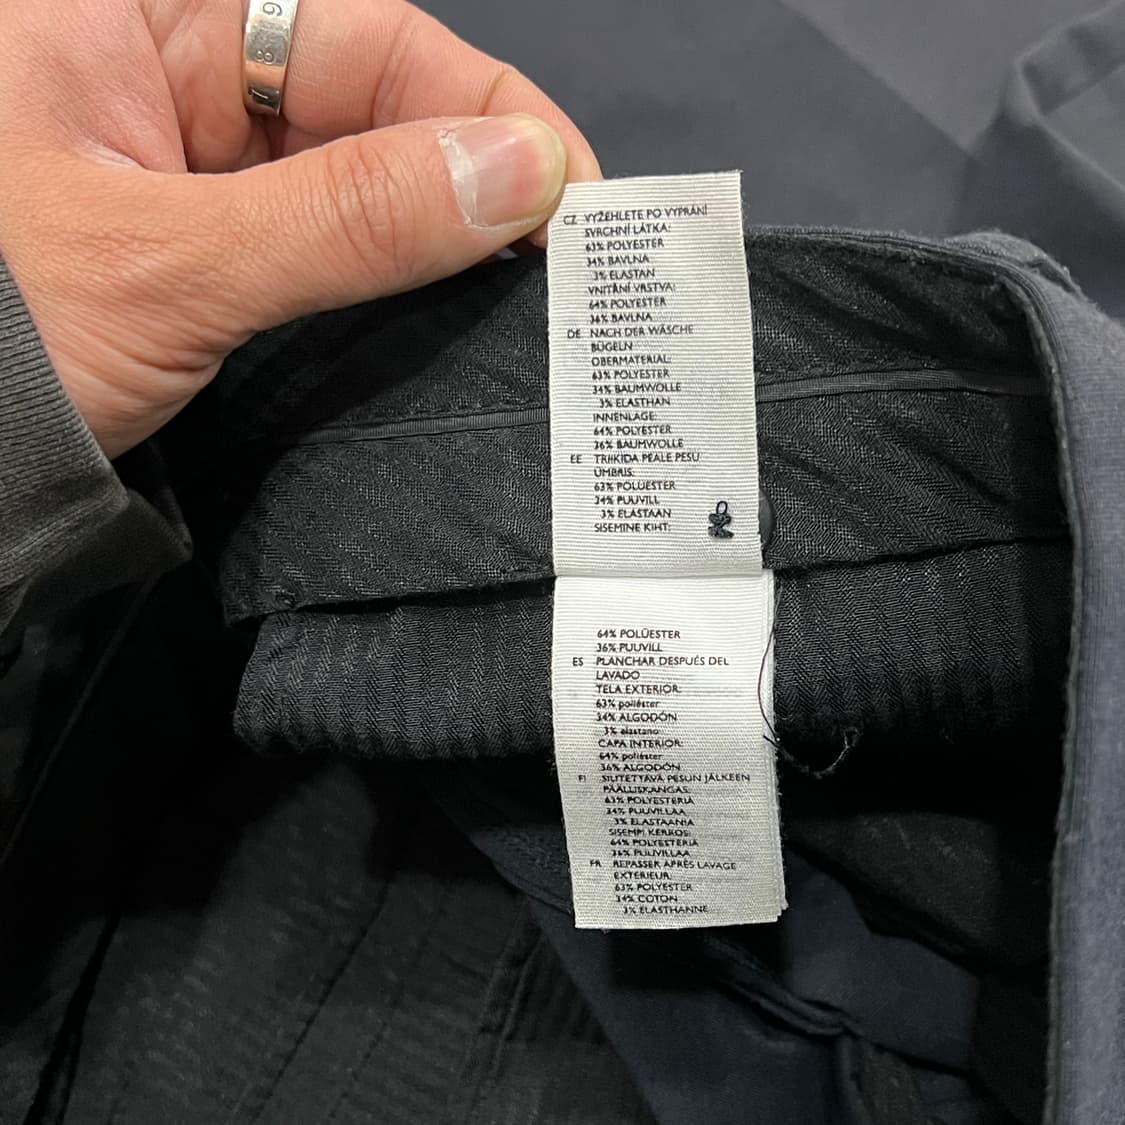 819
CZ VYŽEHLETE PO VYPRÁNÍ
SVRCHNÍ LÁTKA:
63% POLYESTER
34% BAVLNA
3% ELASTAN
VNITŘNÍ VRSTVA:
64% POLYESTER
36% BAVLNA
DE NACH DER WÄSCHE
BÜGELN
OBERMATERIAL:
63% POLYESTER
34% BAUMWOLLE
3% ELASTHAN
INNENLAGE:
64% POLYESTER
36% BAUMWOLLE
EE TRIIKIDA PEALE PESU
ÜMBRIS:
63% POLÜESTER
34% PUUVILL
3% ELASTAAN
SISEMINE KIHT:
64% POLÜESTER
36% PUUVILL
ES PLANCHAR DESPUÉS DEL
LAVADO
TELA EXTERIOR:
63% poliéster
34% ALGODÓN
3% elastano
CAPA INTERIOR:
64% poliéster
36% ALGODÓN
FI SILITETTÄVÄ PESUN JÄLKEEN
PÄÄLLISKANGAS:
63% POLYESTERIÄ
34% PUUVILLAA
3% ELASTAANIA
SISEMPI KERROS:
64% POLYESTERIÄ
36% PUUVILLAA
FR REPASSER APRÈS LAVAGE
EXTÉRIEUR:
63% POLYESTER
34% COTON
3% ELASTHANNE